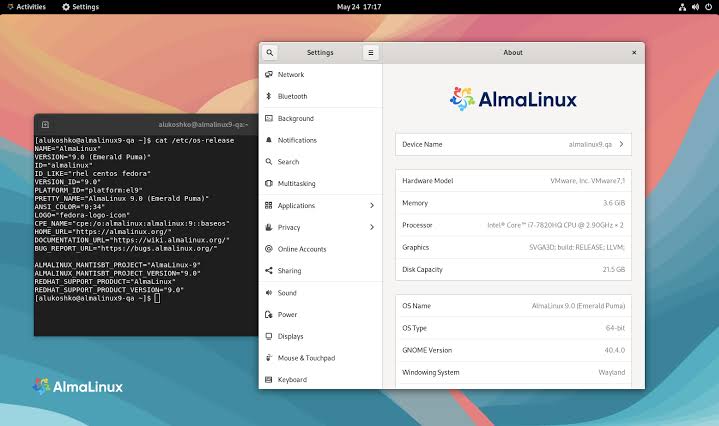 Activities
Settings
May 24 17:17
alukoshko@almalinux9-qa:~
[alukoshko@almalinux9-qa ~]$ cat /etc/os-release
NAME="AlmaLinux"
VERSION="9.0 (Emerald Puma)"
ID="almalinux"
ID_LIKE="rhel centos fedora"
VERSION_ID="9.0"
PLATFORM_ID="platform:el9"
PRETTY_NAME="AlmaLinux 9.0 (Emerald Puma)"
ANSI_COLOR="0;34"
LOGO="fedora-logo-icon"
CPE_NAME="cpe:/o:almalinux:almalinux:9::baseos"
HOME_URL="https://almalinux.org/"
DOCUMENTATION_URL="https://wiki.almalinux.org/"
BUG_REPORT_URL="https://bugs.almalinux.org/"
ALMALINUX_MANTISBT_PROJECT="AlmaLinux-9"
ALMALINUX_MANTISBT_PROJECT_VERSION="9.0"
REDHAT_SUPPORT_PRODUCT="AlmaLinux"
REDHAT_SUPPORT_PRODUCT_VERSION="9.0"
[alukoshko@almalinux9-qa ~]$
AlmaLinux
Settings
Network
Bluetooth
Background
Notifications
Search
Multitasking
Applications
Privacy
Online Accounts
Sharing
Sound
Power
Displays
Mouse & Touchpad
Keyboard
About
AlmaLinux
Device Name almalinux9.qa
Hardware Model VMware, Inc. VMware7,1
Memory 3.6 GiB
Processor Intel® Core™ i7-7820HQ CPU @ 2.90GHz × 2
Graphics SVGA3D; build: RELEASE; LLVM;
Disk Capacity 21.5 GB
OS Name AlmaLinux 9.0 (Emerald Puma)
OS Type 64-bit
GNOME Version 40.4.0
Windowing System Wayland